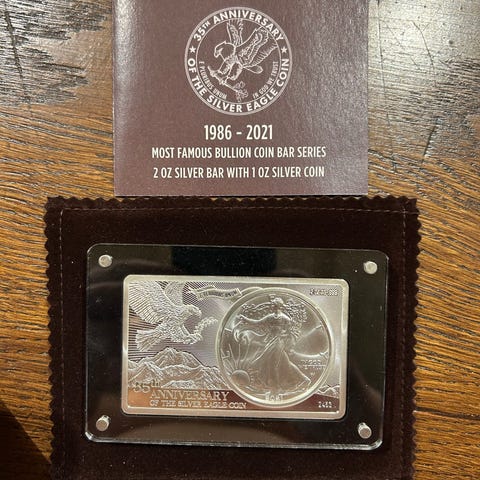 35TH ANNIVERSARY
OF THE SILVER EAGLE COIN
E PLURIBUS UNUM
IN GOD WE TRUST
1986 - 2021
MOST FAMOUS BULLION COIN BAR SERIES
2 OZ SILVER BAR WITH 1 OZ SILVER COIN
35th
ANNIVERSARY
OF THE SILVER EAGLE COIN
2452